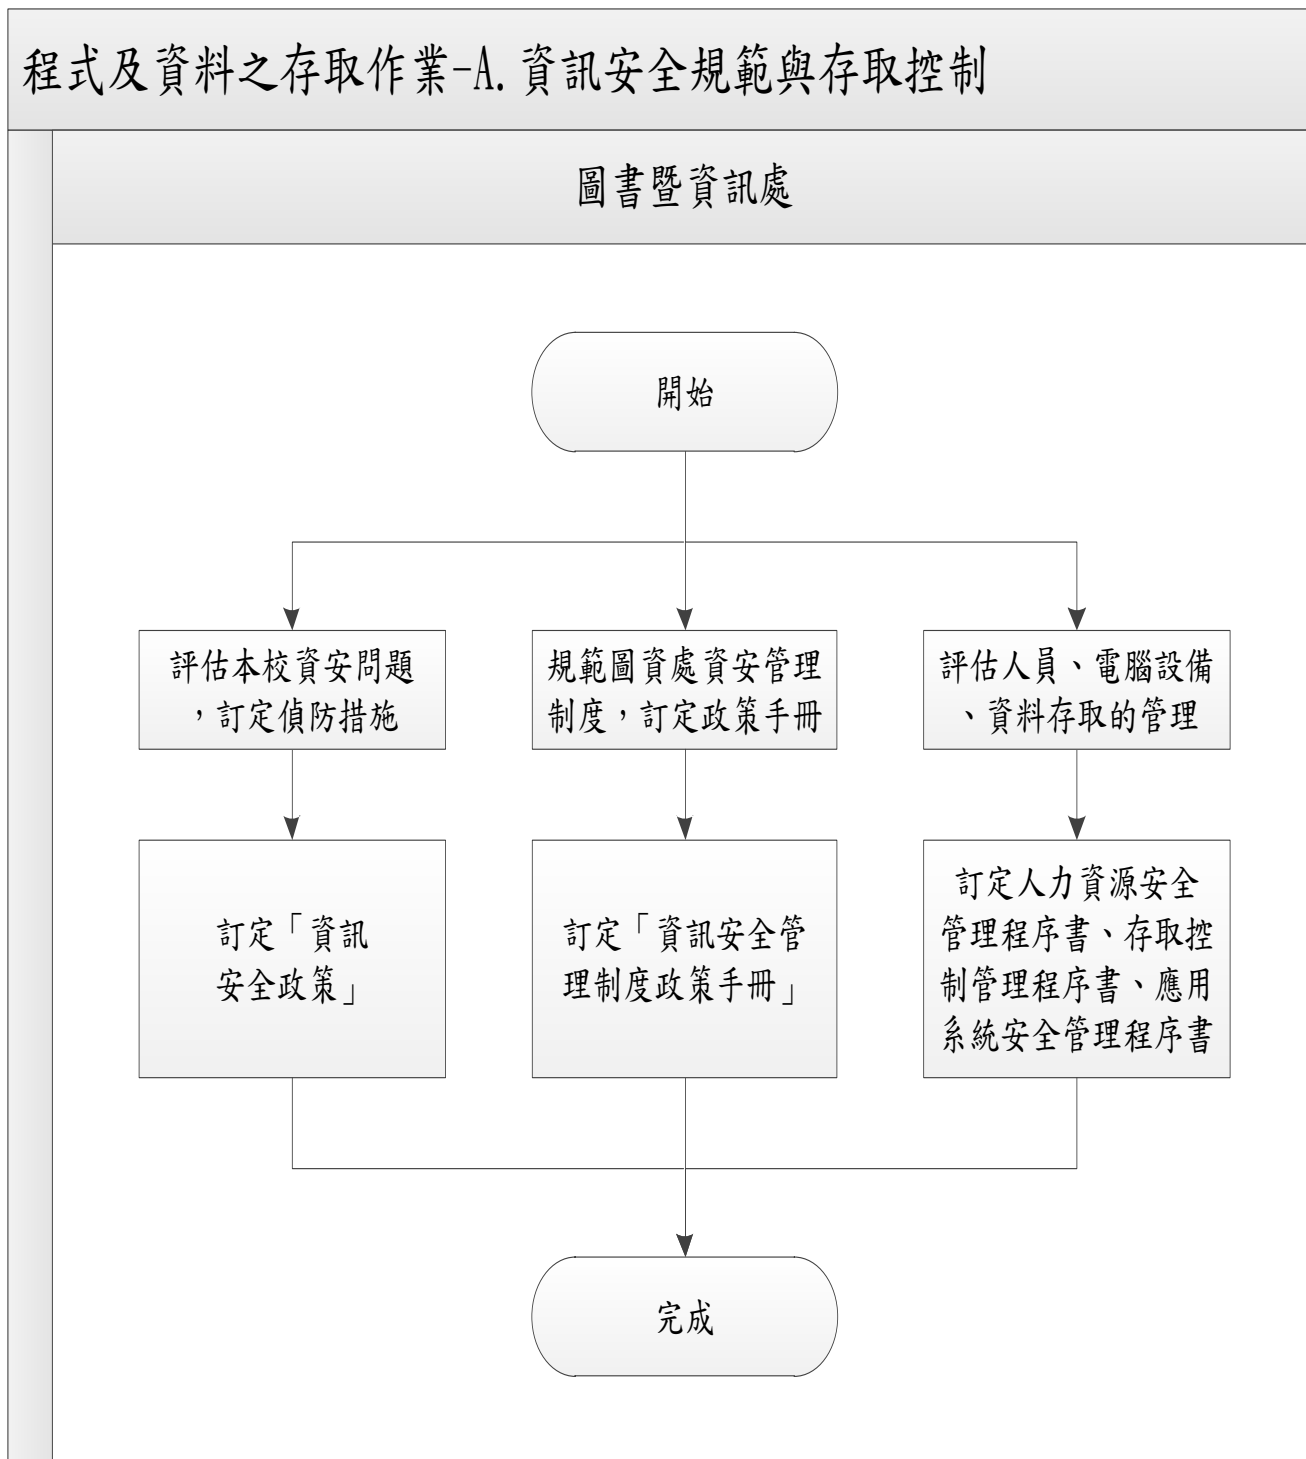 程式及資料之存取作業-A.資訊安全規範與存取控制
圖書暨資訊處
開始
評估本校資安問題
，訂定偵防措施
規範圖資處資安管理
制度，訂定政策手冊
評估人員、電腦設備
、資料存取的管理
訂定「資訊
安全政策」
訂定「資訊安全管
理制度政策手冊」
訂定人力資源安全
管理程序書、存取控
制管理程序書、應用
系統安全管理程序書
完成